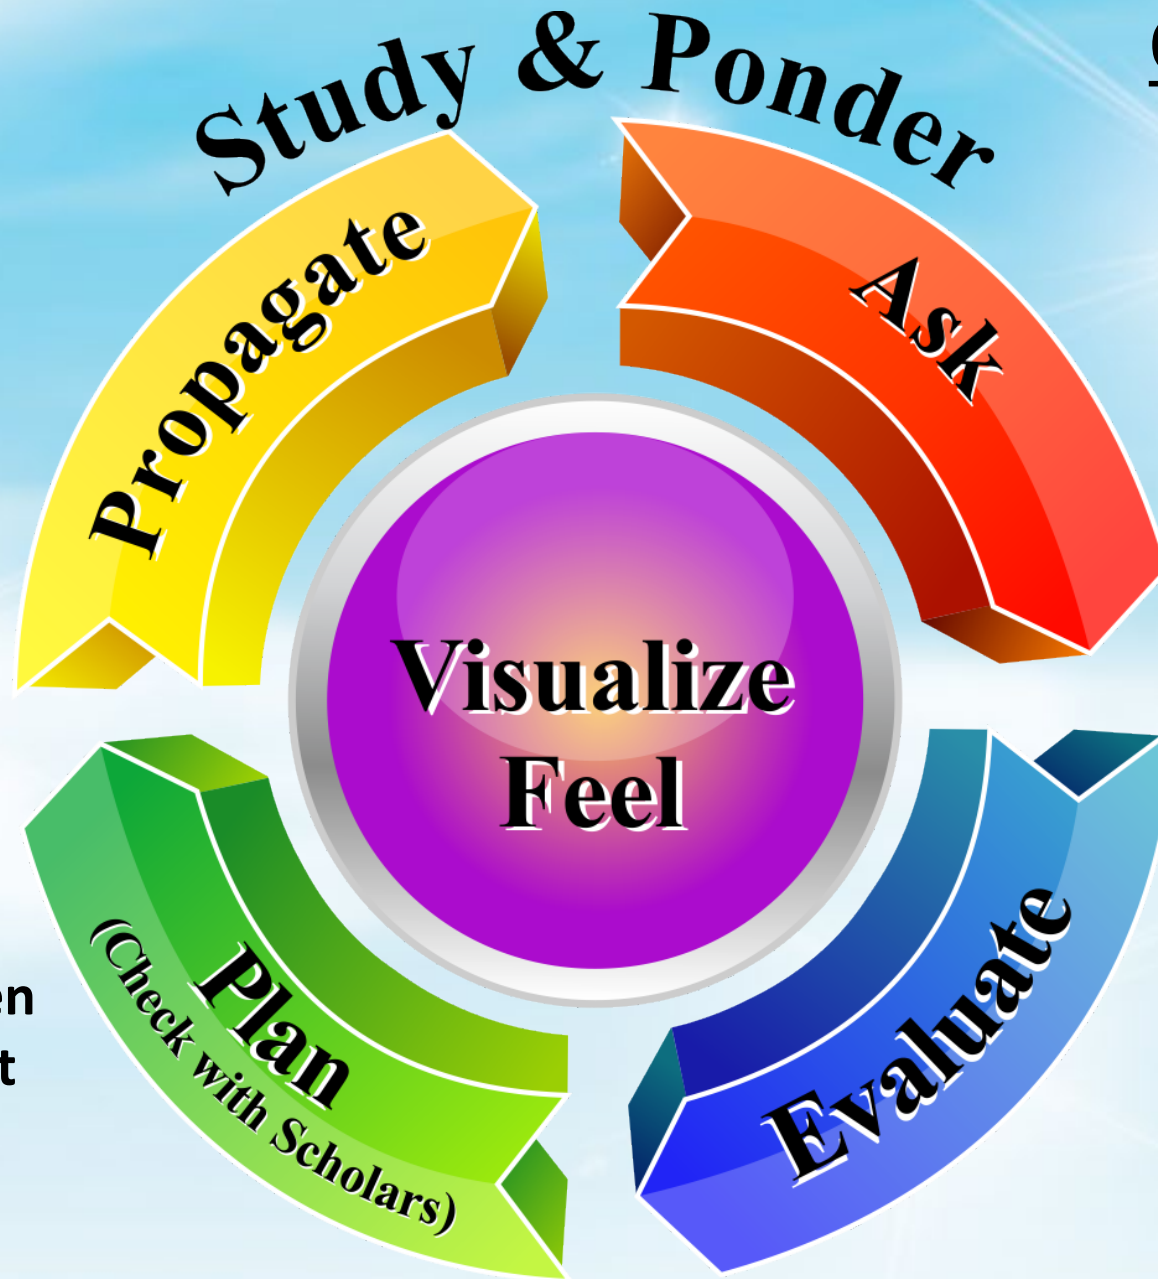 Study & Ponder
Propagate
Ask
Visualize
Feel
Plan
(Check with Scholars)
Evaluate